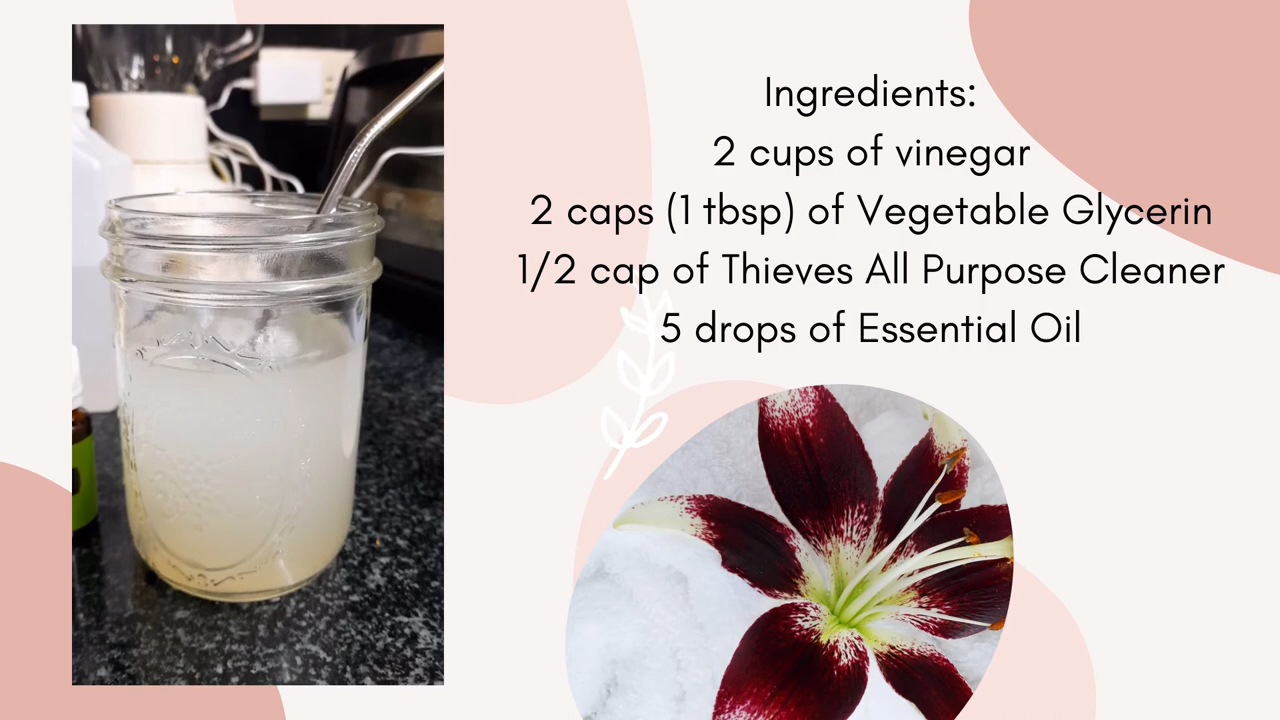 Ingredients:
2 cups of vinegar
2 caps (1 tbsp) of Vegetable Glycerin
1/2 cap of Thieves All Purpose Cleaner
5 drops of Essential Oil